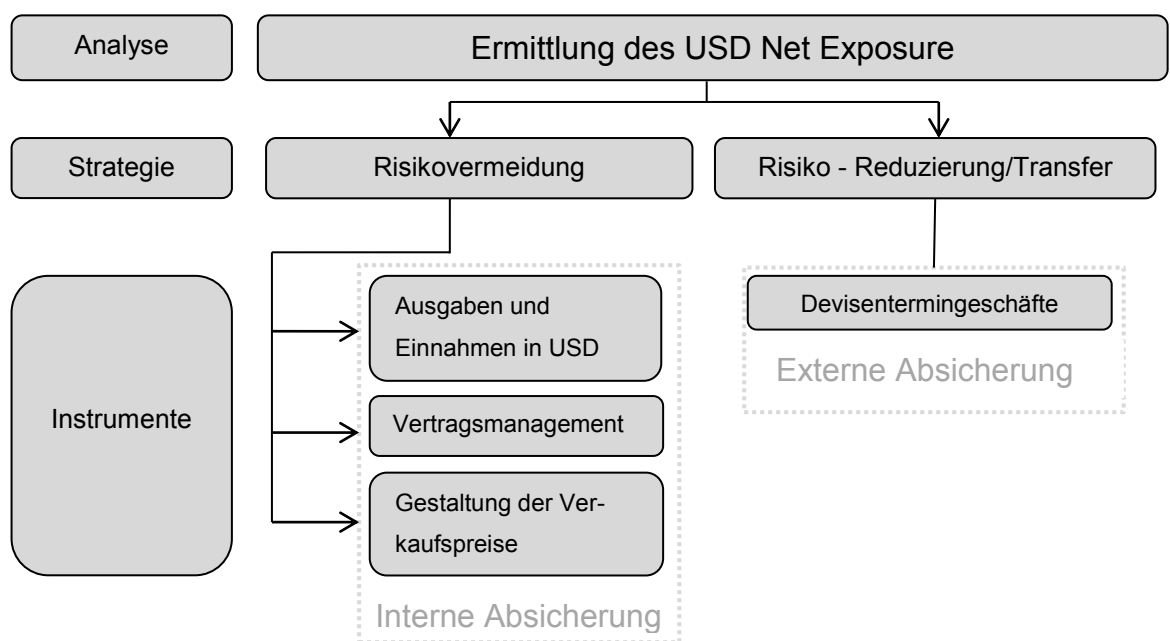 Analyse
Ermittlung des USD Net Exposure
Strategie
Risikovermeidung
Risiko - Reduzierung/Transfer
Instrumente
Ausgaben und
Einnahmen in USD
Vertragsmanagement
Gestaltung der Ver-
kaufspreise
Interne Absicherung
Devisentermingeschäfte
Externe Absicherung